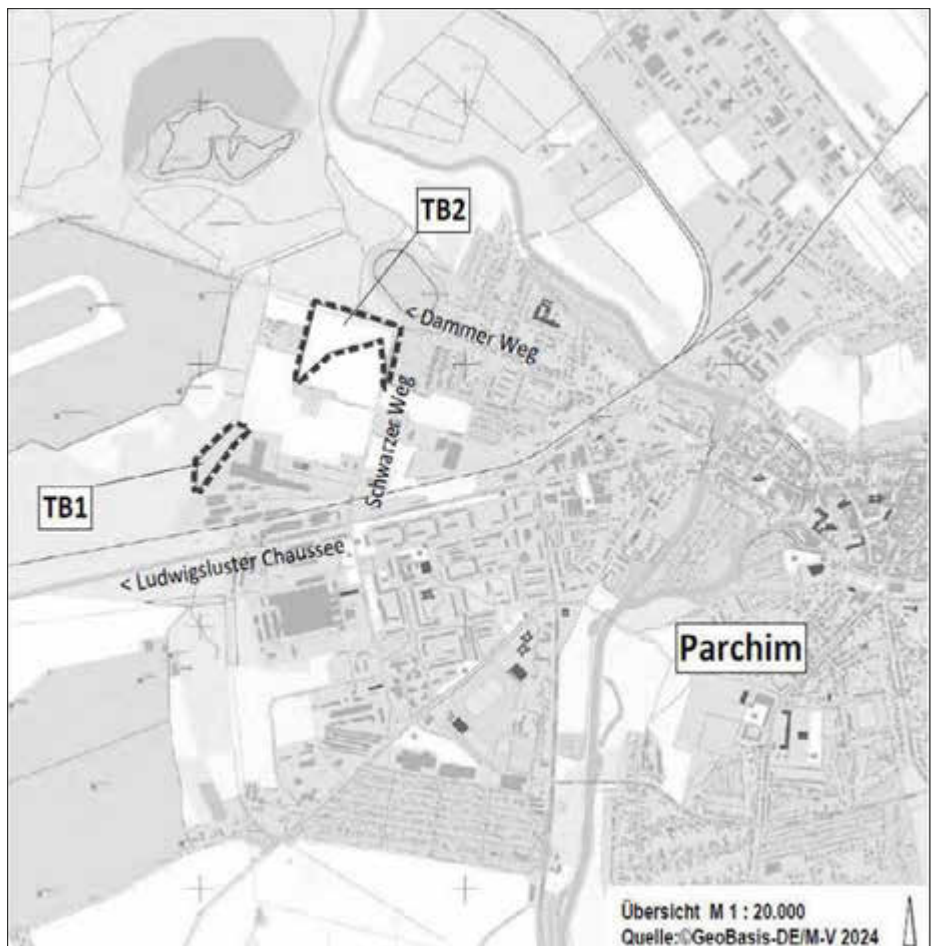 TB2
< Dammer Weg
Schwarzer Weg
TB1
< Ludwigsluster Chaussee
Parchim
Übersicht M 1 : 20.000
Quelle:©GeoBasis-DE/M-V 2024